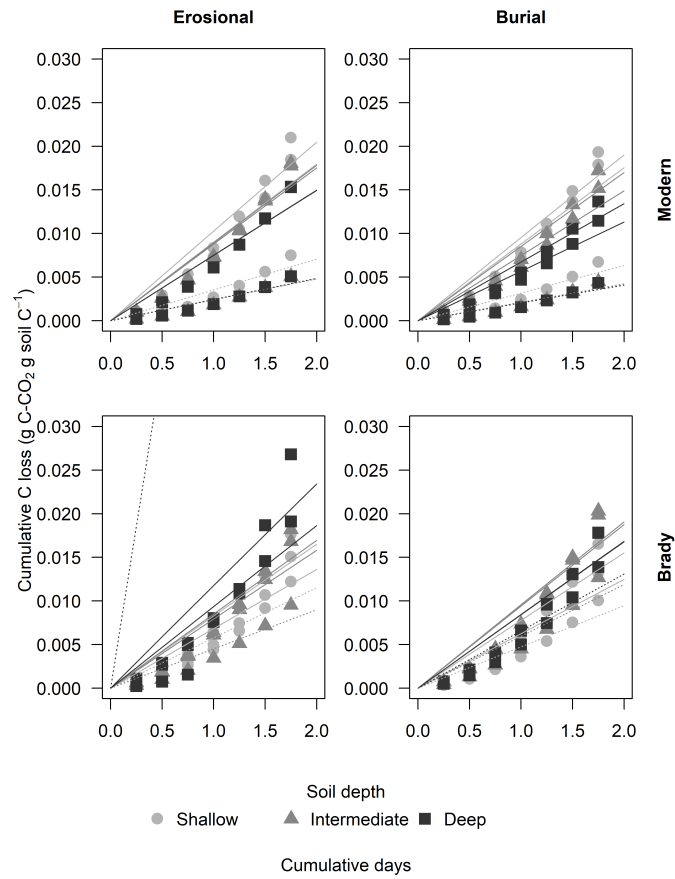 Erosional Burial
0.030 0.030
0.025 0.025
0.020 0.020
0.015 0.015
0.010 0.010
0.005 0.005
0.000 0.000
0.0 0.5 1.0 1.5 2.0 0.0 0.5 1.0 1.5 2.0
Modern
Cumulative C loss (g C-CO₂ g soil C⁻¹)
0.030 0.030
0.025 0.025
0.020 0.020
0.015 0.015
0.010 0.010
0.005 0.005
0.000 0.000
0.0 0.5 1.0 1.5 2.0 0.0 0.5 1.0 1.5 2.0
Brady
Soil depth
Shallow Intermediate Deep
Cumulative days